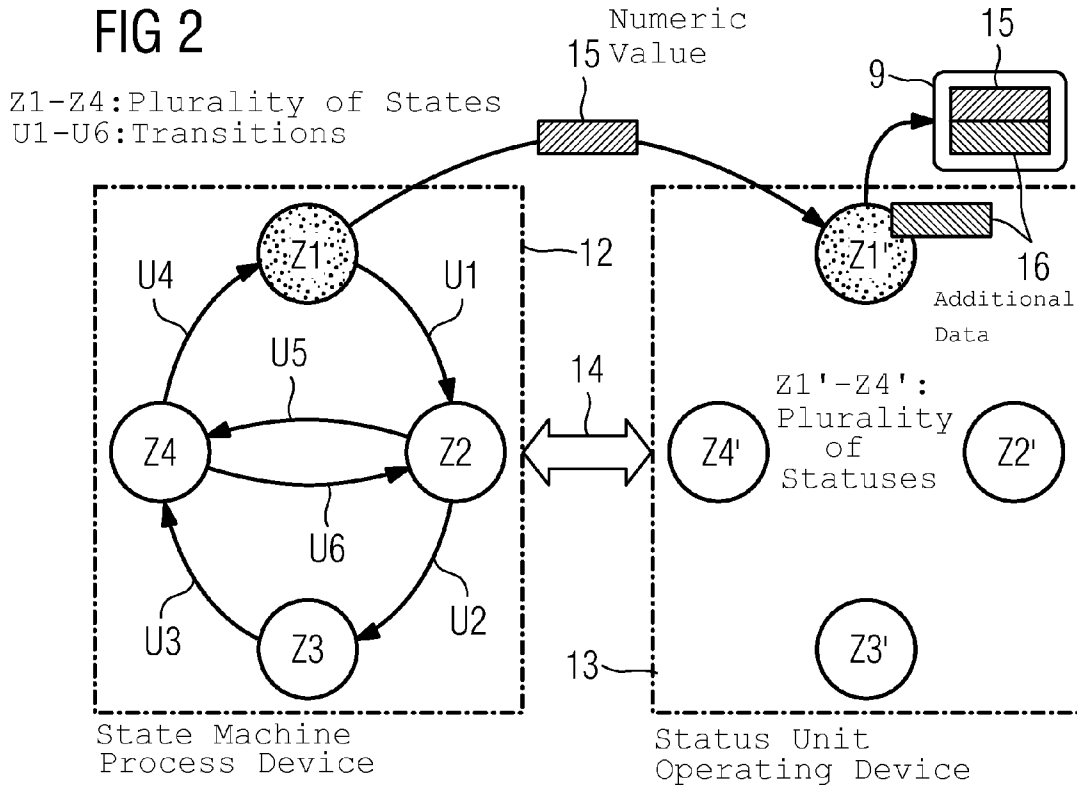 FIG 2
Z1-Z4:Plurality of States
U1-U6:Transitions
Numeric
Value
15
15
9
Z1
12
Z1'
16
Additional
Data
U4
U1
U5
14
Z1'-Z4':
Plurality
of
Statuses
Z4
Z2
Z4'
Z2'
U6
U3
U2
Z3
13
Z3'
State Machine
Process Device
Status Unit
Operating Device